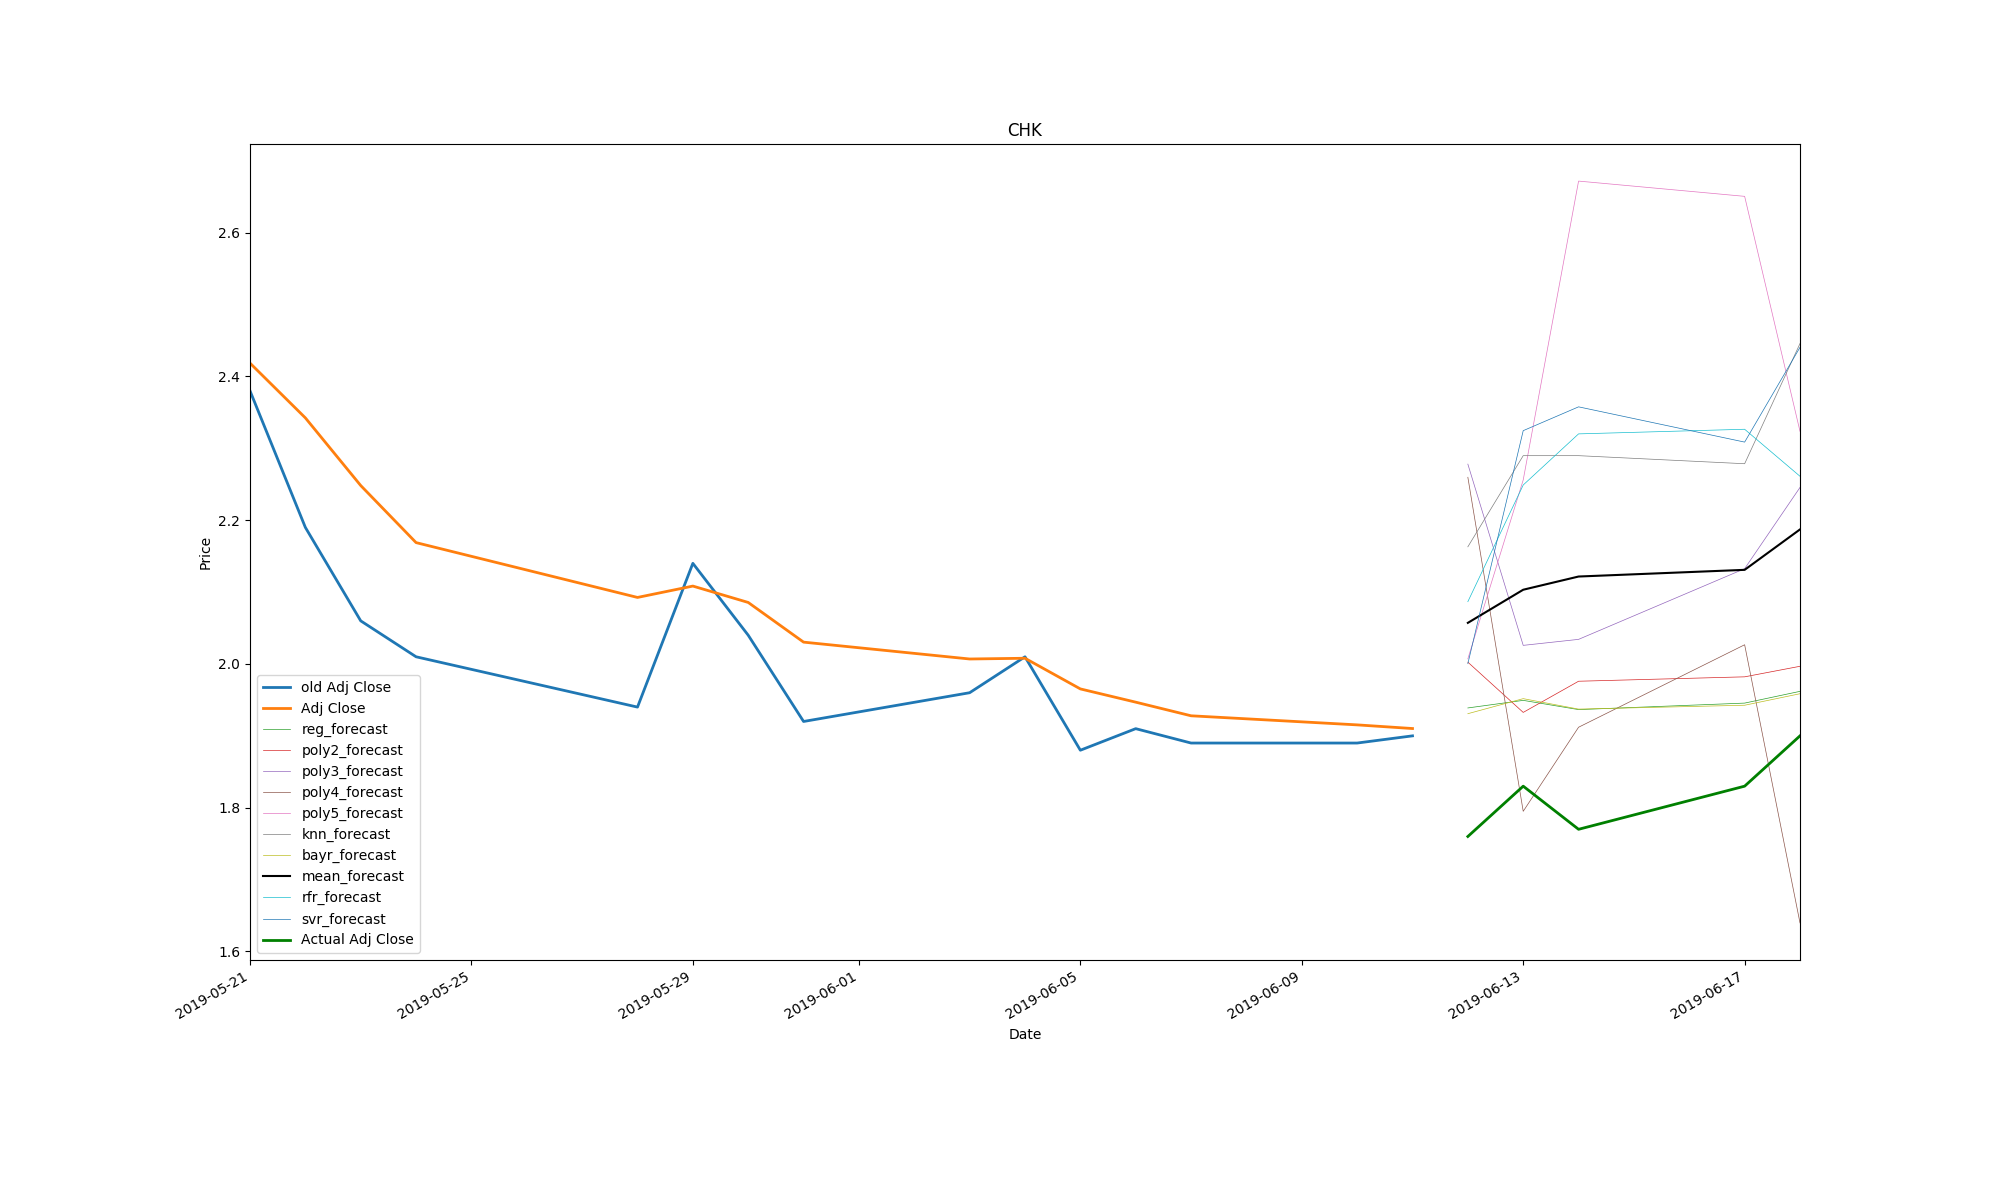 CHK
2.6
2.4
2.2
2.0
1.8
1.6
Price
old Adj Close
Adj Close
reg_forecast
poly2_forecast
poly3_forecast
poly4_forecast
poly5_forecast
knn_forecast
bayr_forecast
mean_forecast
rfr_forecast
svr_forecast
Actual Adj Close
2019-05-21
2019-05-25
2019-05-29
2019-06-01
2019-06-05
2019-06-09
2019-06-13
2019-06-17
Date